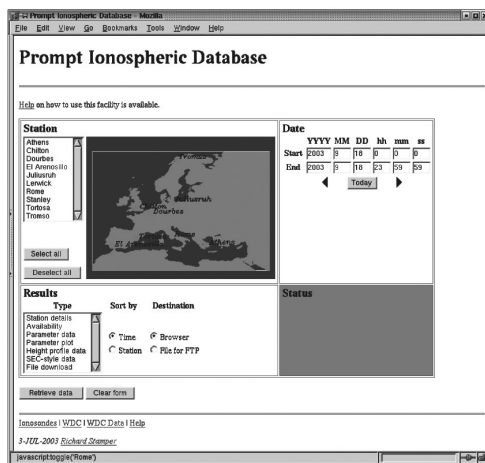 Prompt Ionospheric Database - Mozilla
File Edit View Go Bookmarks Tools Window Help
Prompt Ionospheric Database
Help on how to use this facility is available.
Station
Athens
Chilton
Dourbes
El Arenosillo
Juliusruh
Lerwick
Rome
Stanley
Tortosa
Tromso
Select all
Deselect all
Tromso
Juliusruh
Chilton
Dourbes
Rome
El Arenosillo
Athens
Date
YYYY MM DD hh mm ss
Start 2003 9 18 0 0 0
End 2003 9 18 23 59 59
Today
Results
Type Sort by Destination
Station details
Availability
Parameter data
Parameter plot
Height profile data
SEC-style data
File download
Time
Station
Browser
File for FTP
Status
Retrieve data Clear form
Ionosondes | WDC | WDC Data | Help
3-JUL-2003 Richard Stamper
javascript:toggle('Rome')